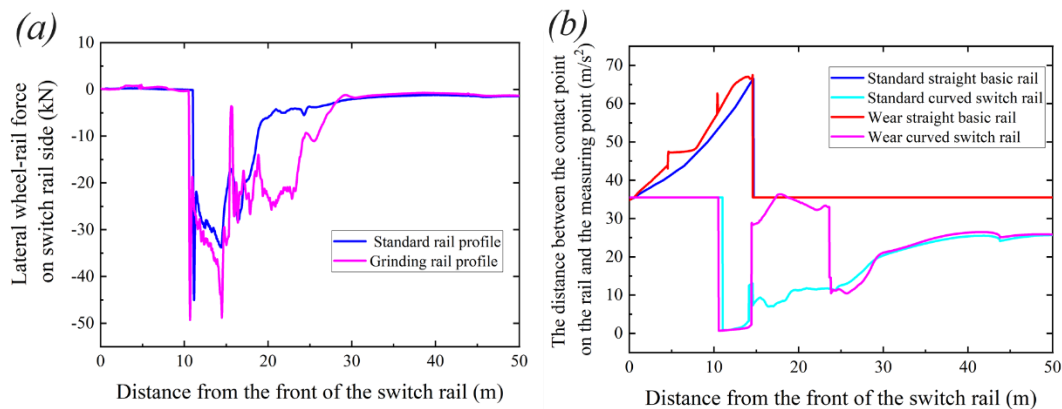 (a)
Lateral wheel-rail force
on switch rail side (kN)
10
0
-10
-20
-30
-40
-50
Standard rail profile
Grinding rail profile
0
10
20
30
40
50
Distance from the front of the switch rail (m)
(b)
The distance between the contact point
on the rail and the measuring point (m/s²)
70
60
50
40
30
20
10
0
Standard straight basic rail
Standard curved switch rail
Wear straight basic rail
Wear curved switch rail
0
10
20
30
40
50
Distance from the front of the switch rail (m)